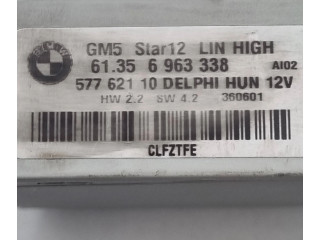 BMW
GM5 Star12 LIN HIGH
61.35 6 963 338 AI02
577 621 10 DELPHI HUN 12V
HW 2.2 SW 4.2 360601
CLFZTFE